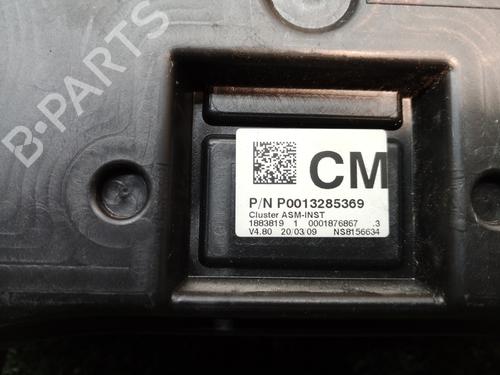 B-PARTS
CM
P/N P0013285369
Cluster ASM-INST
1883819 1 0001876867 .3
V4.80 20/03/09 NS8156634